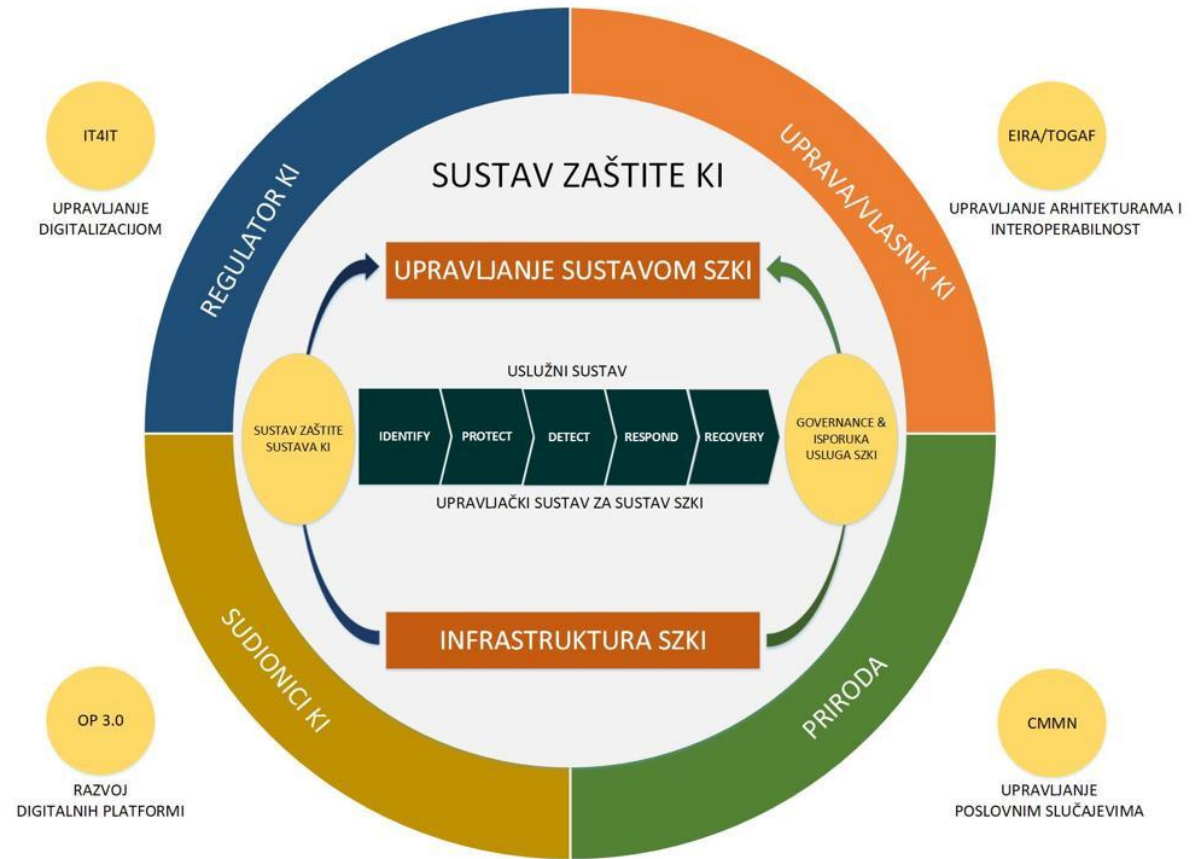 IT4IT
UPRAVLJANJE
DIGITALIZACIJOM
REGULATOR KI
UPRAVA/VLASNIK KI
EIRA/TOGAF
UPRAVLJANJE ARHITEKTURAMA I
INTEROPERABILNOST
SUSTAV ZAŠTITE KI
UPRAVLJANJE SUSTAVOM SZKI
USLUŽNI SUSTAV
SUSTAV ZAŠTITE
SUSTAVA KI
IDENTIFY
PROTECT
DETECT
RESPOND
RECOVERY
GOVERNANCE &
ISPORUKA
USLUGA SZKI
UPRAVLJAČKI SUSTAV ZA SUSTAV SZKI
INFRASTRUKTURA SZKI
SUDIONICI KI
PRIRODA
OP 3.0
RAZVOJ
DIGITALNIH PLATFORMI
CMMN
UPRAVLJANJE
POSLOVNIM SLUČAJEVIMA